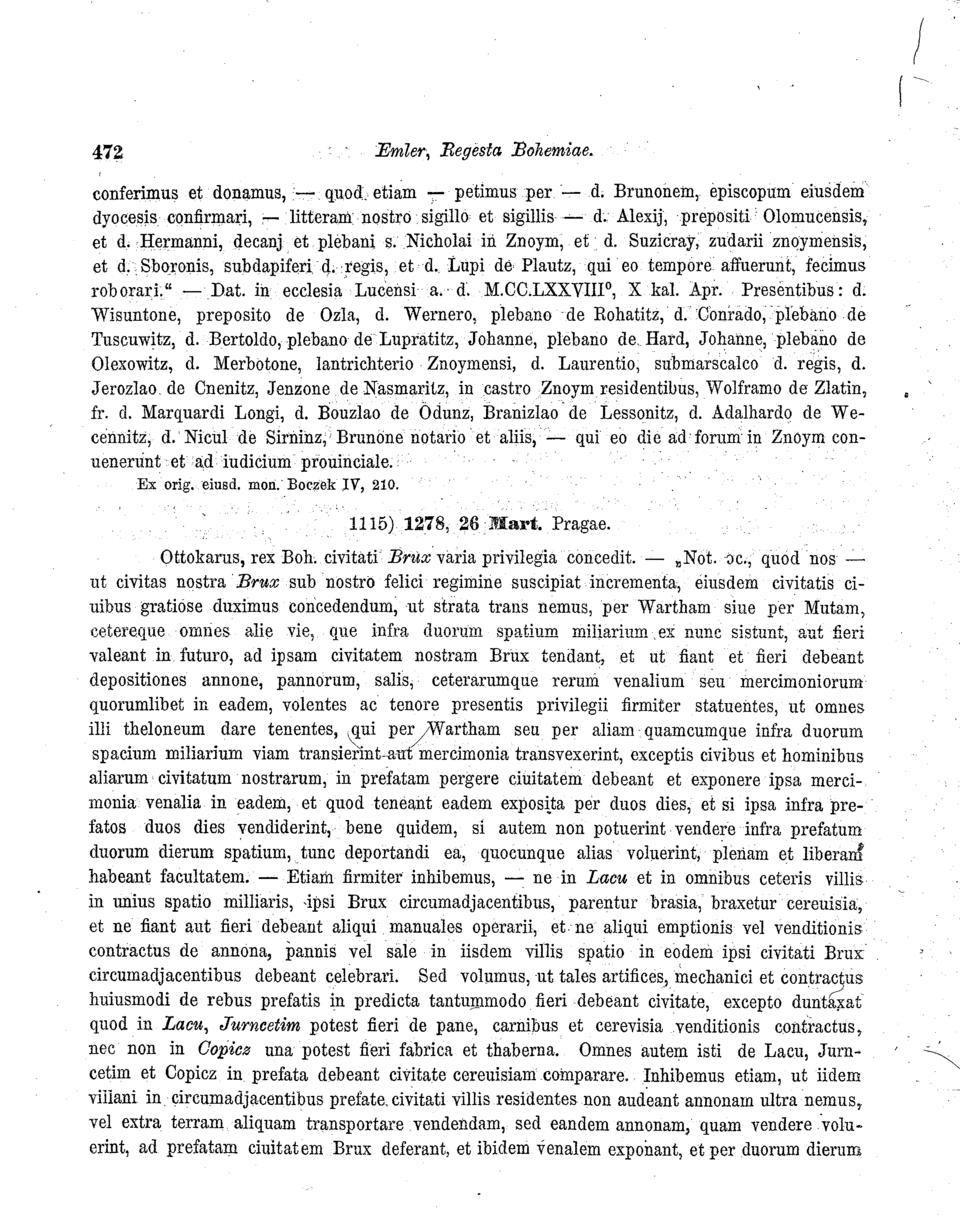 472 Emler, Regesta Bohemiae.
conferimus et donamus, — quod etiam — petimus per — d. Brunonem, episcopum eiusdem
dyocesis confirmari, — litteram nostro sigillo et sigillis — d. Alexij, prepositi Olomucensis,
et d. Hermanni, decanj et plebani s. Nicholai in Znoym, et d. Suzicray, zudarii znoymensis,
et d. Sboronis, subdapiferi d. regis, et d. Lupi de Plautz, qui eo tempore affuerunt, fecimus
roborari.“ — Dat. in ecclesia Lucensi a. d. M.CC.LXXVIII⁰, X kal. Apr. Presentibus: d.
Wisuntone, preposito de Ozla, d. Wernero, plebano de Rohatitz, d. Conrado, plebano de
Tuscuwitz, d. Bertoldo, plebano de Lupratitz, Johanne, plebano de Hard, Johanne, plebano de
Olexowitz, d. Merbotone, lantrichterio Znoymensi, d. Laurentio, submarscalco d. regis, d.
Jerozlao de Cnenitz, Jenzone de Nasmaritz, in castro Znoym residentibus, Wolframo de Zlatin,
fr. d. Marquardi Longi, d. Bouzlao de Odunz, Branizlao de Lessonitz, d. Adalhardo de We-
cennitz, d. Nicul de Sirninz, Brunone notario et aliis, — qui eo die ad forum in Znoym con-
uenerunt et ad iudicium prouinciale.
Ex orig. eiusd. mon. Boczek IV, 210.
1115) 1278, 26 Mart. Pragae.
Ottokarus, rex Boh. civitati Brux varia privilegia concedit. — „Not. ɔc., quod nos —
ut civitas nostra Brux sub nostro felici regimine suscipiat incrementa, eiusdem civitatis ci-
uibus gratiose duximus concedendum, ut strata trans nemus, per Wartham siue per Mutam,
cetereque omnes alie vie, que infra duorum spatium miliarium ex nunc sistunt, aut fieri
valeant in futuro, ad ipsam civitatem nostram Brux tendant, et ut fiant et fieri debeant
depositiones annone, pannorum, salis, ceterarumque rerum venalium seu mercimoniorum
quorumlibet in eadem, volentes ac tenore presentis privilegii firmiter statuentes, ut omnes
illi theloneum dare tenentes, qui per Wartham seu per aliam quamcumque infra duorum
spacium miliarium viam transierint aut mercimonia transvexerint, exceptis civibus et hominibus
aliarum civitatum nostrarum, in prefatam pergere ciuitatem debeant et exponere ipsa merci-
monia venalia in eadem, et quod teneant eadem exposita per duos dies, et si ipsa infra pre-
fatos duos dies vendiderint, bene quidem, si autem non potuerint vendere infra prefatum
duorum dierum spatium, tunc deportandi ea, quocunque alias voluerint, plenam et liberam
habeant facultatem. — Etiam firmiter inhibemus, — ne in Lacu et in omnibus ceteris villis
in unius spatio milliaris, ipsi Brux circumadjacentibus, parentur brasia, braxetur cereuisia,
et ne fiant aut fieri debeant aliqui manuales operarii, et ne aliqui emptionis vel venditionis
contractus de annona, pannis vel sale in iisdem villis spatio in eodem ipsi civitati Brux
circumadjacentibus debeant celebrari. Sed volumus, ut tales artifices, mechanici et contractus
huiusmodi de rebus prefatis in predicta tantummodo fieri debeant civitate, excepto duntaxat
quod in Lacu, Jurncetim potest fieri de pane, carnibus et cerevisia venditionis contractus,
nec non in Copicz una potest fieri fabrica et thaberna. Omnes autem isti de Lacu, Jurn-
cetim et Copicz in prefata debeant civitate cereuisiam comparare. Inhibemus etiam, ut iidem
villani in circumadjacentibus prefate civitati villis residentes non audeant annonam ultra nemus,
vel extra terram aliquam transportare vendendam, sed eandem annonam, quam vendere volu-
erint, ad prefatam ciuitatem Brux deferant, et ibidem venalem exponant, et per duorum dierum